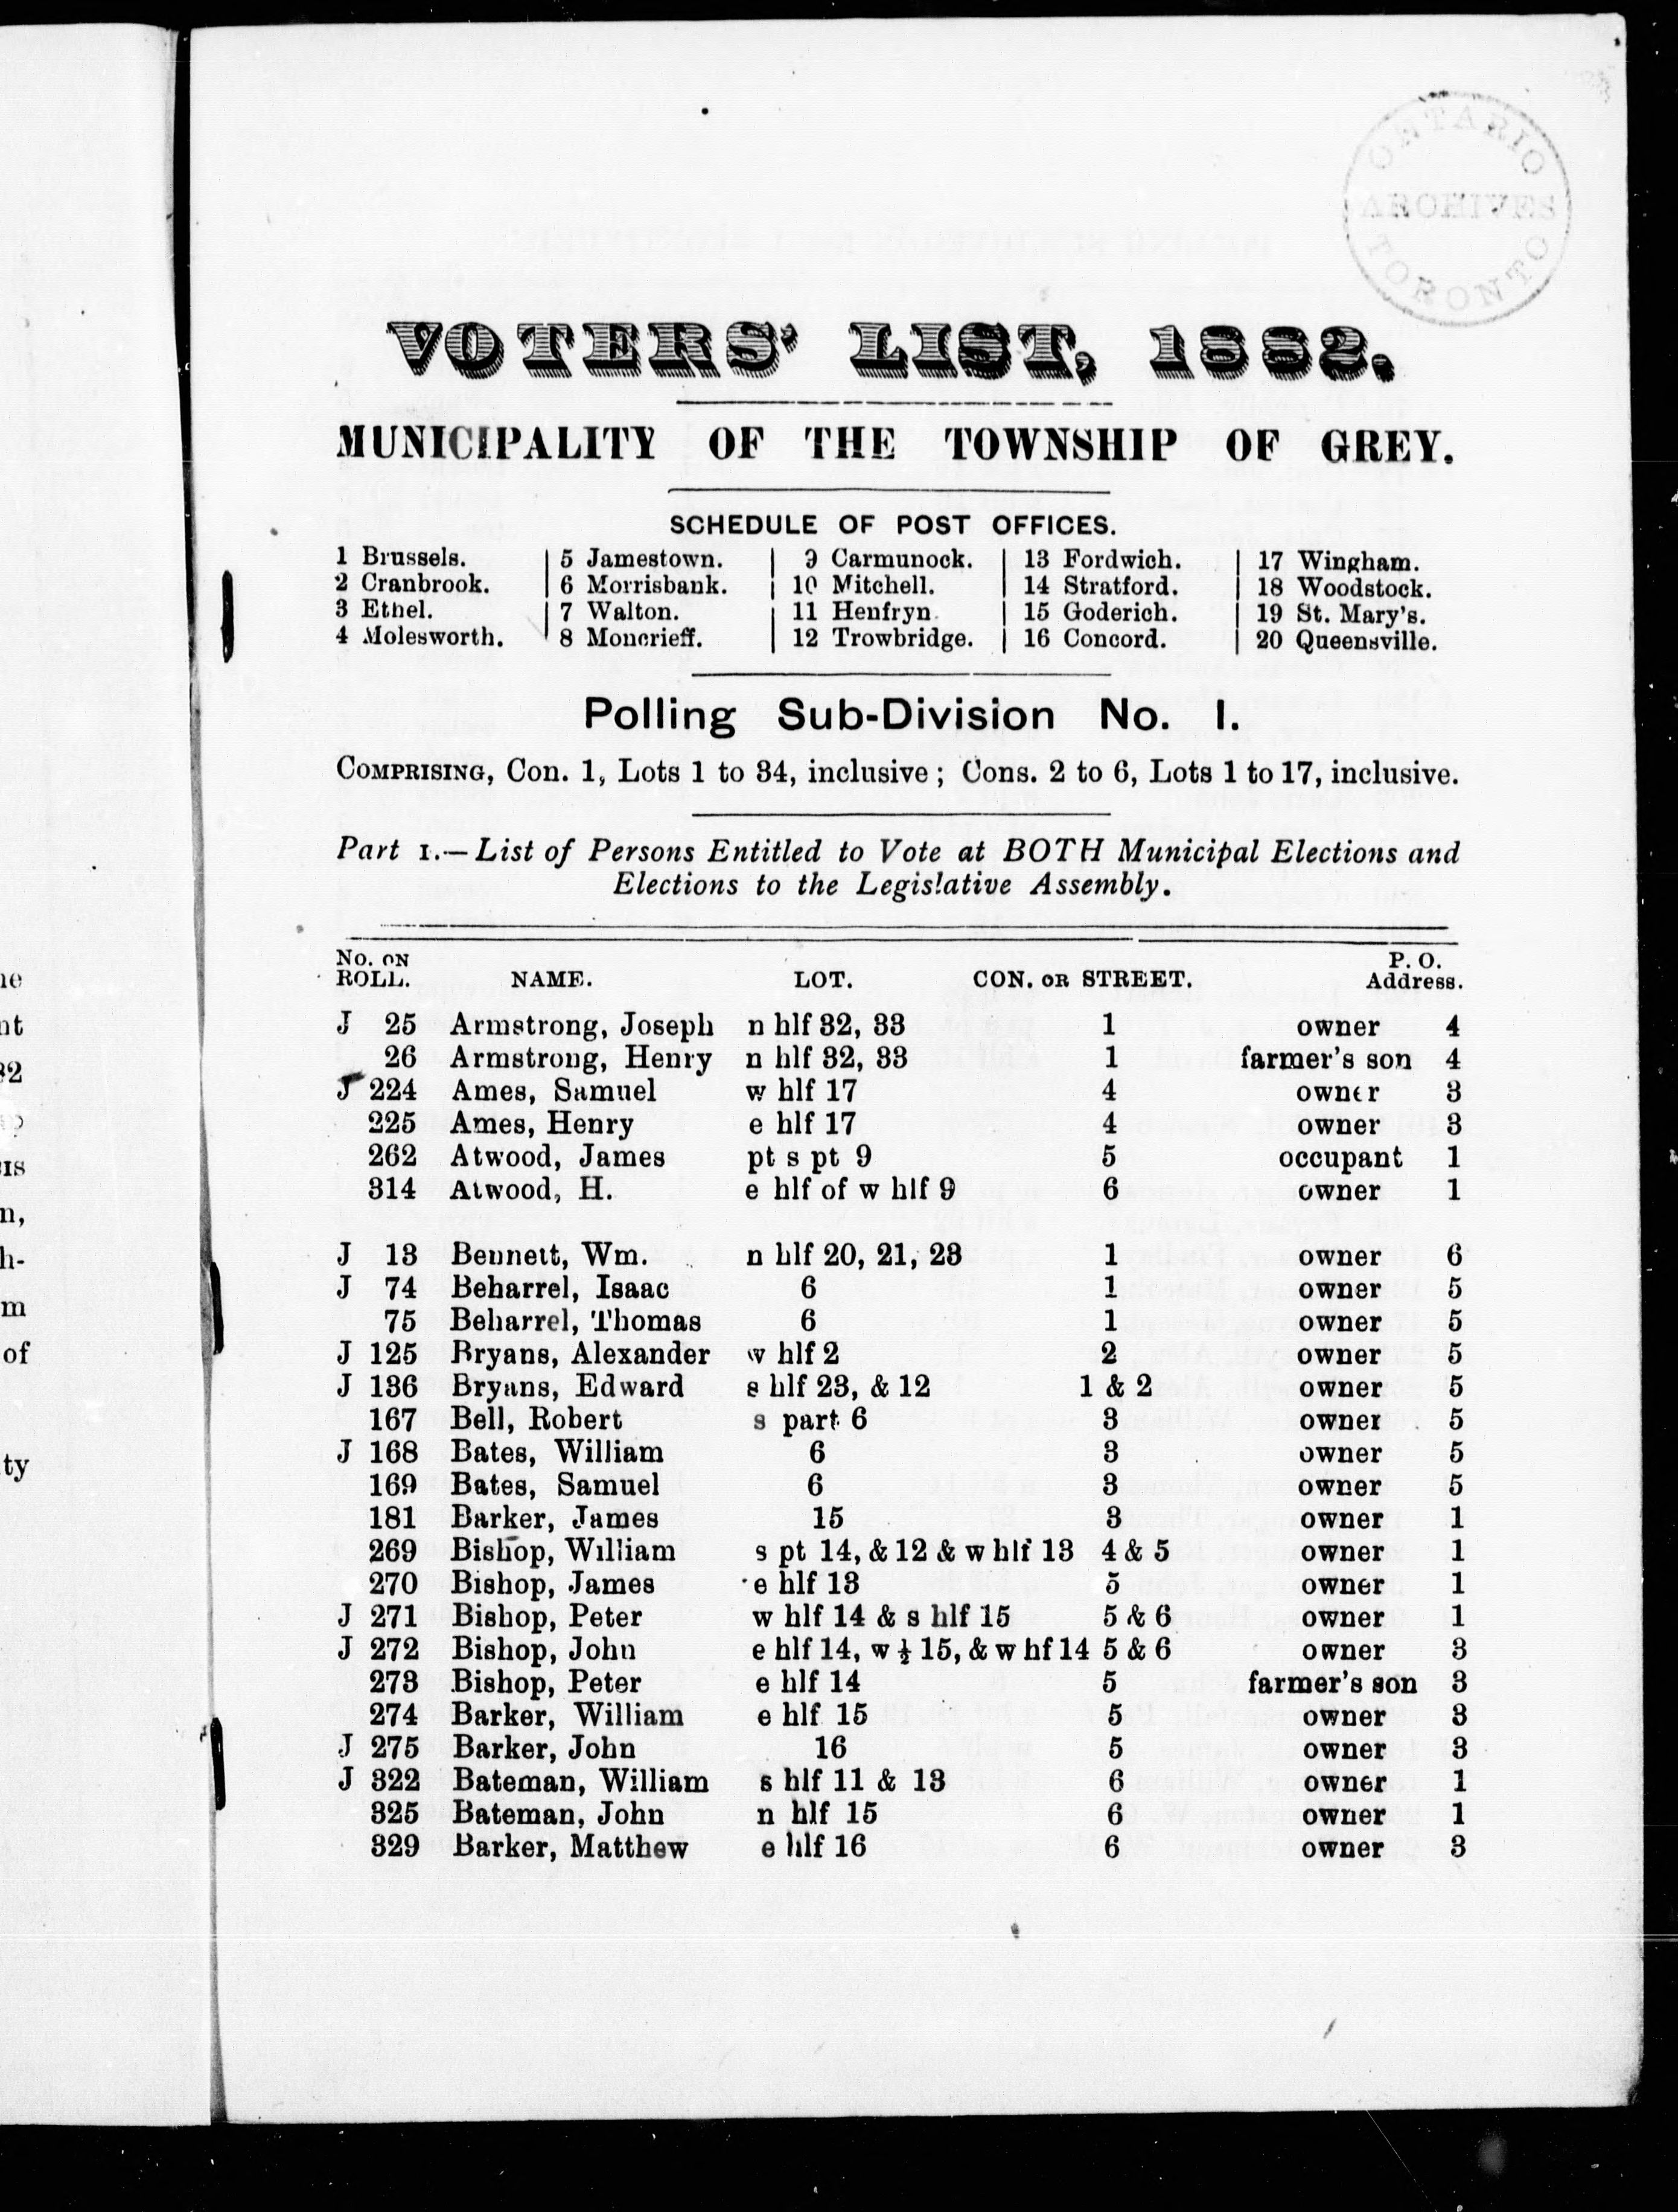 ONTARIO
ARCHIVES
TORONTO
VOTERS' LIST, 1882.
MUNICIPALITY OF THE TOWNSHIP OF GREY.
SCHEDULE OF POST OFFICES.
1 Brussels. | 5 Jamestown. | 9 Carmunock. | 13 Fordwich. | 17 Wingham.
2 Cranbrook. | 6 Morrisbank. | 10 Mitchell. | 14 Stratford. | 18 Woodstock.
3 Ethel. | 7 Walton. | 11 Henfryn. | 15 Goderich. | 19 St. Mary's.
4 Molesworth. | 8 Moncrieff. | 12 Trowbridge. | 16 Concord. | 20 Queensville.
Polling Sub-Division No. 1.
COMPRISING, Con. 1, Lots 1 to 34, inclusive; Cons. 2 to 6, Lots 1 to 17, inclusive.
Part 1.—List of Persons Entitled to Vote at BOTH Municipal Elections and
Elections to the Legislative Assembly.
No. ON ROLL. NAME. LOT. CON. OR STREET. P. O. Address.
J 25 Armstrong, Joseph n hlf 32, 33 1 owner 4
26 Armstrong, Henry n hlf 32, 33 1 farmer's son 4
J 224 Ames, Samuel w hlf 17 4 owner 3
225 Ames, Henry e hlf 17 4 owner 3
262 Atwood, James pt s pt 9 5 occupant 1
314 Atwood, H. e hlf of w hlf 9 6 owner 1
J 13 Bennett, Wm. n hlf 20, 21, 23 1 owner 6
J 74 Beharrel, Isaac 6 1 owner 5
75 Beharrel, Thomas 6 1 owner 5
J 125 Bryans, Alexander w hlf 2 2 owner 5
J 136 Bryans, Edward s hlf 23, & 12 1 & 2 owner 5
167 Bell, Robert s part 6 3 owner 5
J 168 Bates, William 6 3 owner 5
169 Bates, Samuel 6 3 owner 5
181 Barker, James 15 3 owner 1
269 Bishop, William s pt 14, & 12 & w hlf 13 4 & 5 owner 1
270 Bishop, James e hlf 13 5 owner 1
J 271 Bishop, Peter w hlf 14 & s hlf 15 5 & 6 owner 1
J 272 Bishop, John e hlf 14, w ½ 15, & w hf 14 5 & 6 owner 3
273 Bishop, Peter e hlf 14 5 farmer's son 3
274 Barker, William e hlf 15 5 owner 3
J 275 Barker, John 16 5 owner 3
J 322 Bateman, William s hlf 11 & 13 6 owner 1
325 Bateman, John n hlf 15 6 owner 1
329 Barker, Matthew e hlf 16 6 owner 3